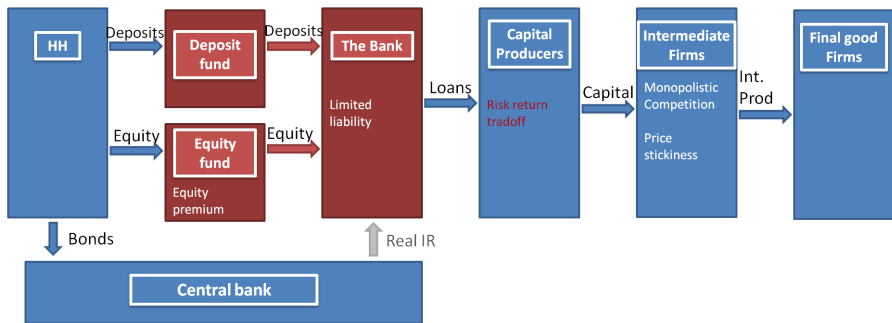 HH
Deposits
Deposit
fund
Deposits
The Bank
Limited
liability
Equity
Equity
fund
Equity
premium
Equity
Loans
Capital
Producers
Risk return
tradoff
Capital
Intermediate
Firms
Monopolistic
Competition
Price
stickiness
Int.
Prod
Final good
Firms
Bonds
Real IR
Central bank